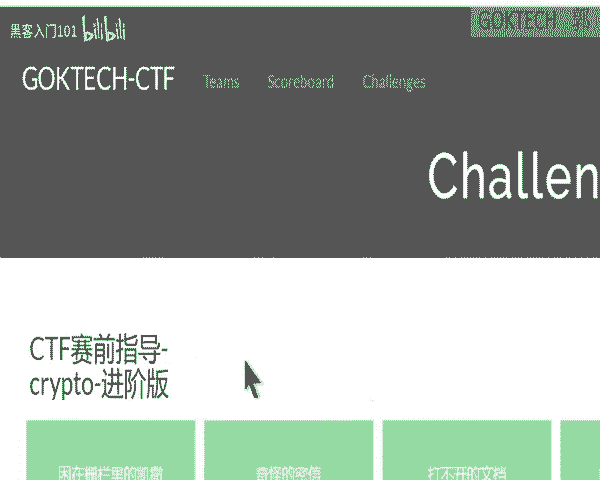 黑客入门101 bilibili
GOKTECH 郭
GOKTECH-CTF Teams Scoreboard Challenges
Challen
CTF赛前指导-
crypto-进阶版
困在栅栏里的凯撒 奇怪的密信 打不开的文档